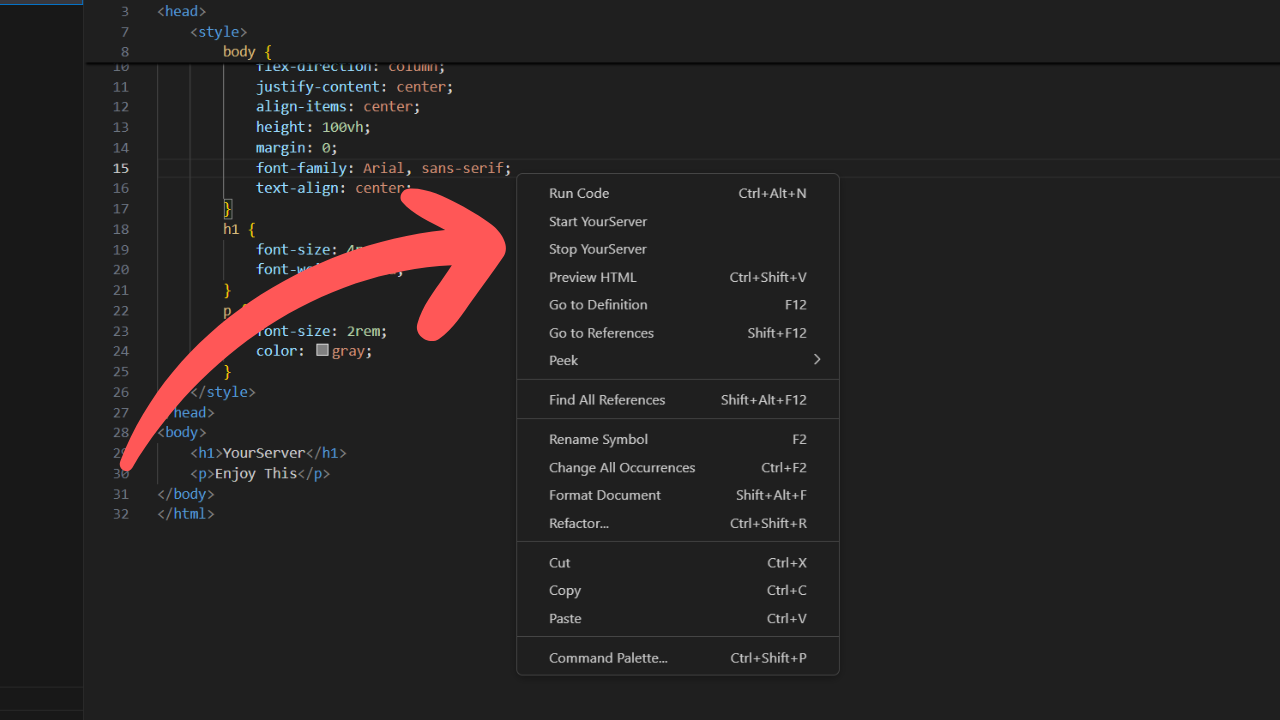 3 <head>
7 <style>
8 body {
10 flex-direction: column;
11 justify-content: center;
12 align-items: center;
13 height: 100vh;
14 margin: 0;
15 font-family: Arial, sans-serif;
16 text-align: center;
17 }
18 h1 {
19 font-size:
20
21 }
22 p
23 font-size: 2rem;
24 color: gray;
25 }
26 </style>
27 head>
28 <body>
29 <h1>YourServer</h1>
30 <p>Enjoy This</p>
31 </body>
32 </html>
Run Code Ctrl+Alt+N
Start YourServer
Stop YourServer
Preview HTML Ctrl+Shift+V
Go to Definition F12
Go to References Shift+F12
Peek
Find All References Shift+Alt+F12
Rename Symbol F2
Change All Occurrences Ctrl+F2
Format Document Shift+Alt+F
Refactor... Ctrl+Shift+R
Cut Ctrl+X
Copy Ctrl+C
Paste Ctrl+V
Command Palette... Ctrl+Shift+P